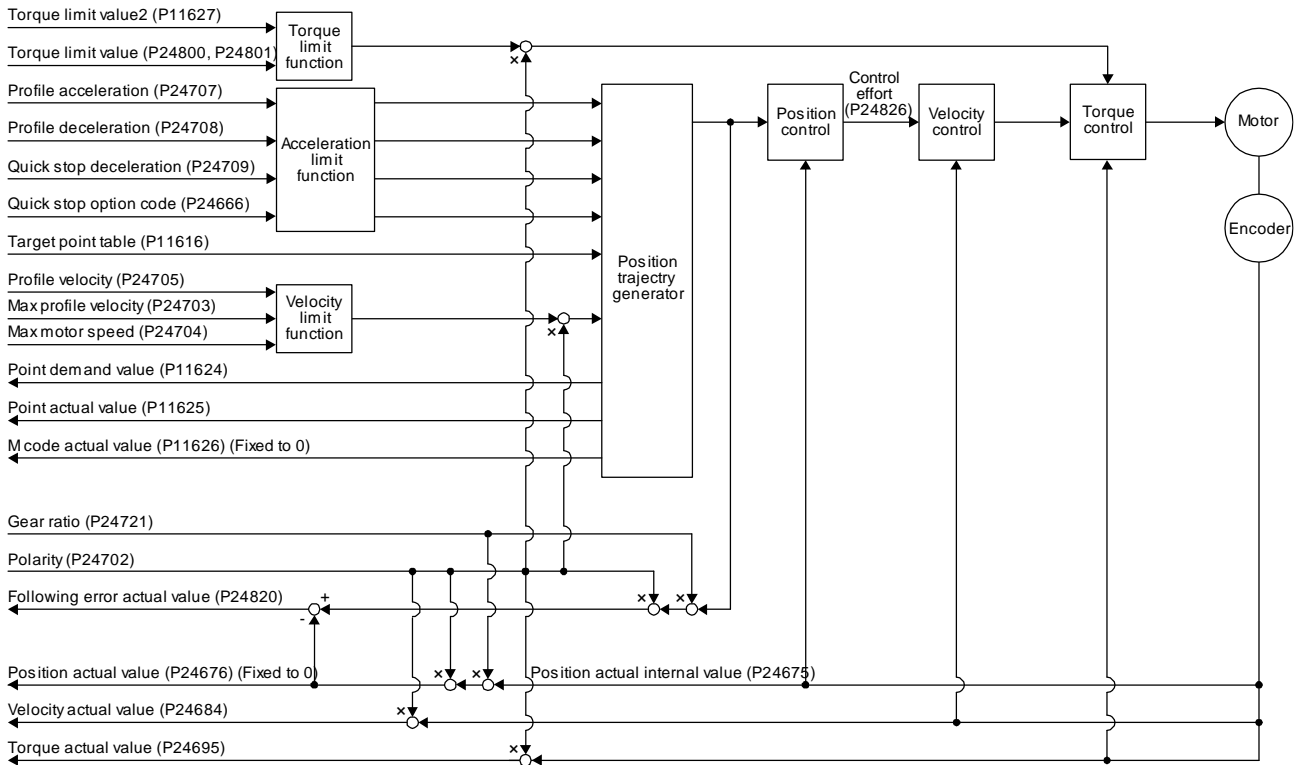 Torque limit value2 (P11627)
Torque limit value (P24800, P24801)
Torque
limit
function
×
Profile acceleration (P24707)
Profile deceleration (P24708)
Quick stop deceleration (P24709)
Quick stop option code (P24666)
Acceleration
limit
function
Target point table (P11616)
Profile velocity (P24705)
Max profile velocity (P24703)
Max motor speed (P24704)
Velocity
limit
function
×
Position
trajectry
generator
Position
control
Control
effort
(P24826)
Velocity
control
Torque
control
Motor
Encoder
Point demand value (P11624)
Point actual value (P11625)
M code actual value (P11626) (Fixed to 0)
Gear ratio (P24721)
Polarity (P24702)
Following error actual value (P24820)
+
-
×
×
Position actual value (P24676) (Fixed to 0)
×
×
Position actual internal value (P24675)
Velocity actual value (P24684)
×
Torque actual value (P24695)
×